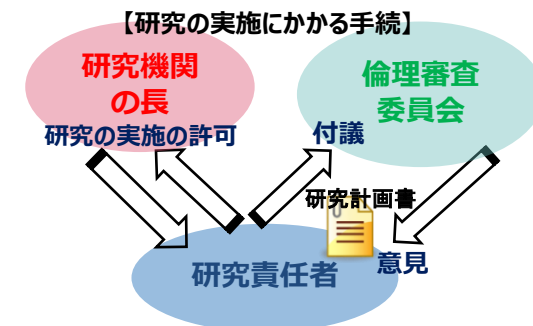 【研究の実施にかかる手続】
研究機関
の長
倫理審査
委員会
研究の実施の許可
付議
研究計画書
研究責任者
意見